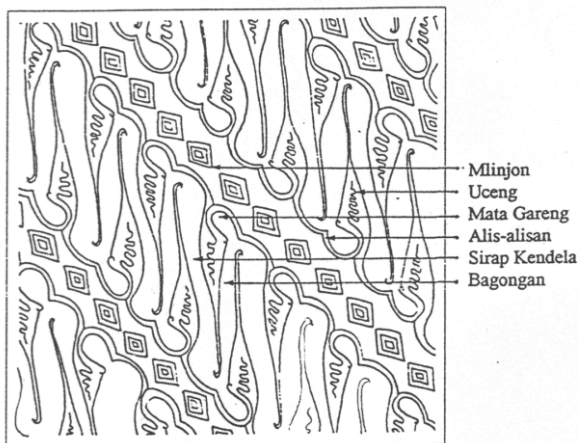 Mlinjon
Uceng
Mata Gareng
Alis-alisan
Sirap Kendela
Bagongan